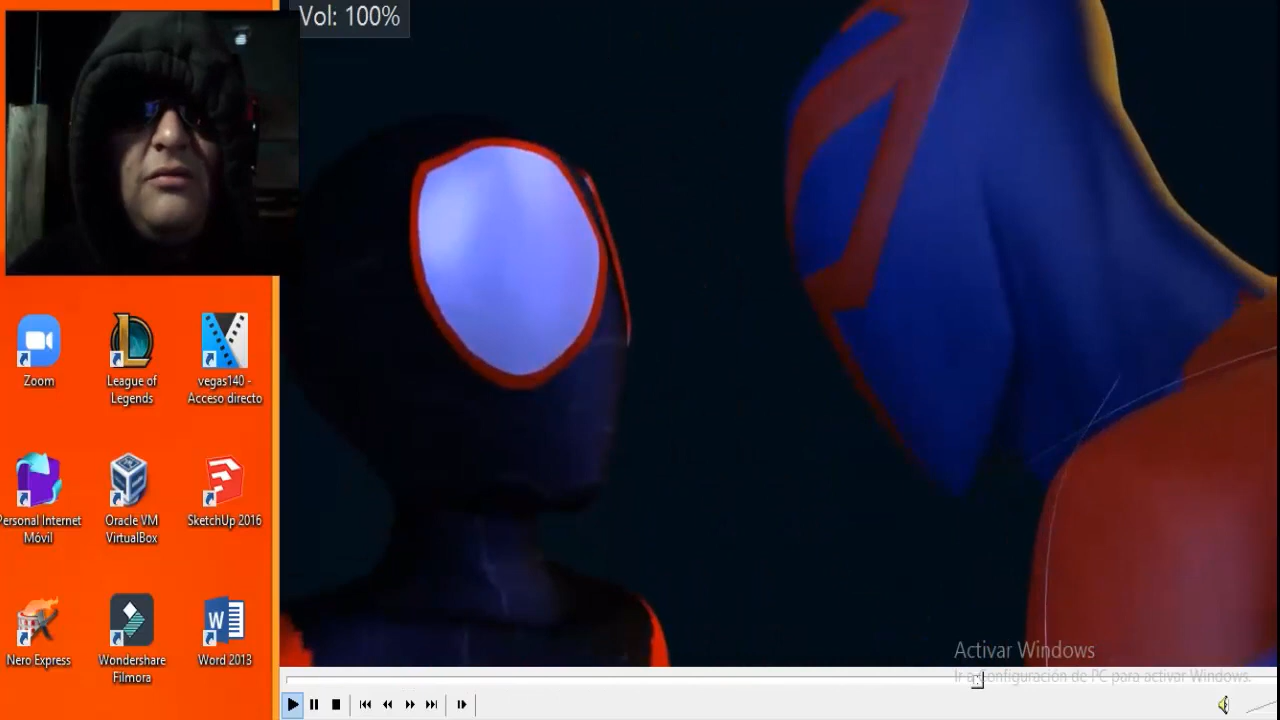 Vol: 100%
Zoom
League of
Legends
vegas140 -
Acceso directo
Personal Internet
Móvil
Oracle VM
VirtualBox
SketchUp 2016
Nero Express
Wondershare
Filmora
W
Word 2013
Activar Windows
Ir a Configuración de PC para activar Windows.